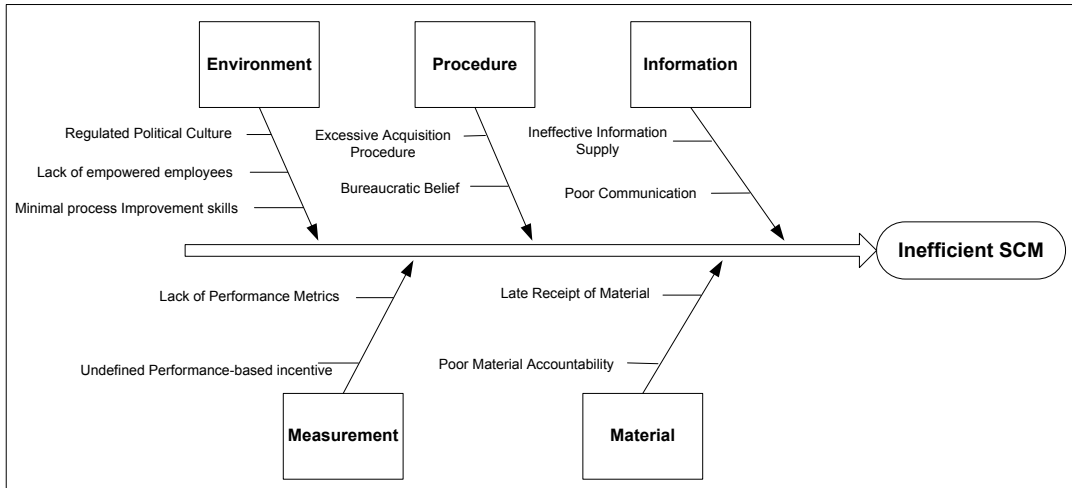 Environment
Procedure
Information
Regulated Political Culture
Lack of empowered employees
Minimal process Improvement skills
Excessive Acquisition
Procedure
Bureaucratic Belief
Ineffective Information
Supply
Poor Communication
Inefficient SCM
Lack of Performance Metrics
Undefined Performance-based incentive
Late Receipt of Material
Poor Material Accountability
Measurement
Material